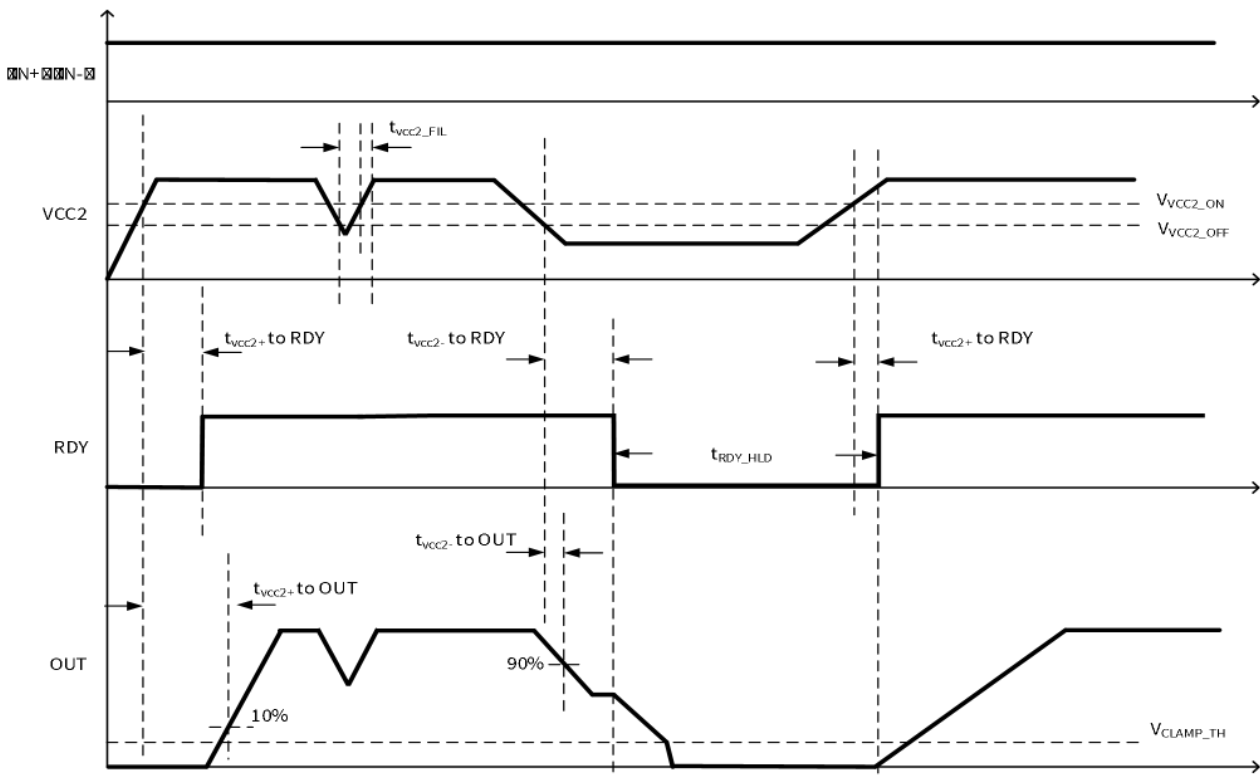 N+ N-
t_VCC2_FIL
VCC2
V_VCC2_ON
V_VCC2_OFF
t_VCC2+ to RDY
t_VCC2- to RDY
t_VCC2+ to RDY
RDY
t_RDY_HLD
t_VCC2- to OUT
t_VCC2+ to OUT
OUT
90%
10%
V_CLAMP_TH